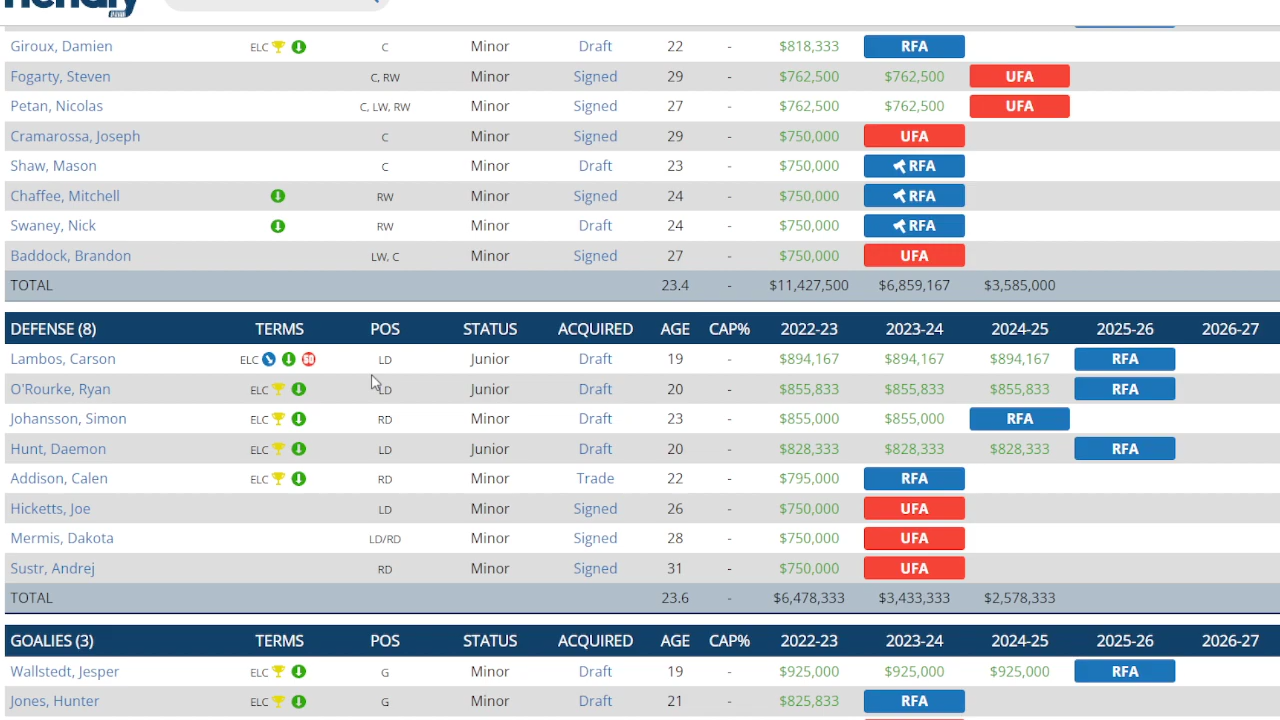 Giroux, Damien ELC C Minor Draft 22 - $818,333 RFA
Fogarty, Steven C, RW Minor Signed 29 - $762,500 $762,500 UFA
Petan, Nicolas C, LW, RW Minor Signed 27 - $762,500 $762,500 UFA
Cramarossa, Joseph C Minor Signed 29 - $750,000 UFA
Shaw, Mason C Minor Draft 23 - $750,000 RFA
Chaffee, Mitchell RW Minor Signed 24 - $750,000 RFA
Swaney, Nick RW Minor Draft 24 - $750,000 RFA
Baddock, Brandon LW, C Minor Signed 27 - $750,000 UFA
TOTAL 23.4 - $11,427,500 $6,859,167 $3,585,000
DEFENSE (8) TERMS POS STATUS ACQUIRED AGE CAP% 2022-23 2023-24 2024-25 2025-26 2026-27
Lambos, Carson ELC LD Junior Draft 19 - $894,167 $894,167 $894,167 RFA
O'Rourke, Ryan ELC LD Junior Draft 20 - $855,833 $855,833 $855,833 RFA
Johansson, Simon ELC RD Minor Draft 23 - $855,000 $855,000 RFA
Hunt, Daemon ELC LD Junior Draft 20 - $828,333 $828,333 $828,333 RFA
Addison, Calen ELC RD Minor Trade 22 - $795,000 RFA
Hicketts, Joe LD Minor Signed 26 - $750,000 UFA
Mermis, Dakota LD/RD Minor Signed 28 - $750,000 UFA
Sustr, Andrej RD Minor Signed 31 - $750,000 UFA
TOTAL 23.6 - $6,478,333 $3,433,333 $2,578,333
GOALIES (3) TERMS POS STATUS ACQUIRED AGE CAP% 2022-23 2023-24 2024-25 2025-26 2026-27
Wallstedt, Jesper ELC G Minor Draft 19 - $925,000 $925,000 $925,000 RFA
Jones, Hunter ELC G Minor Draft 21 - $825,833 RFA